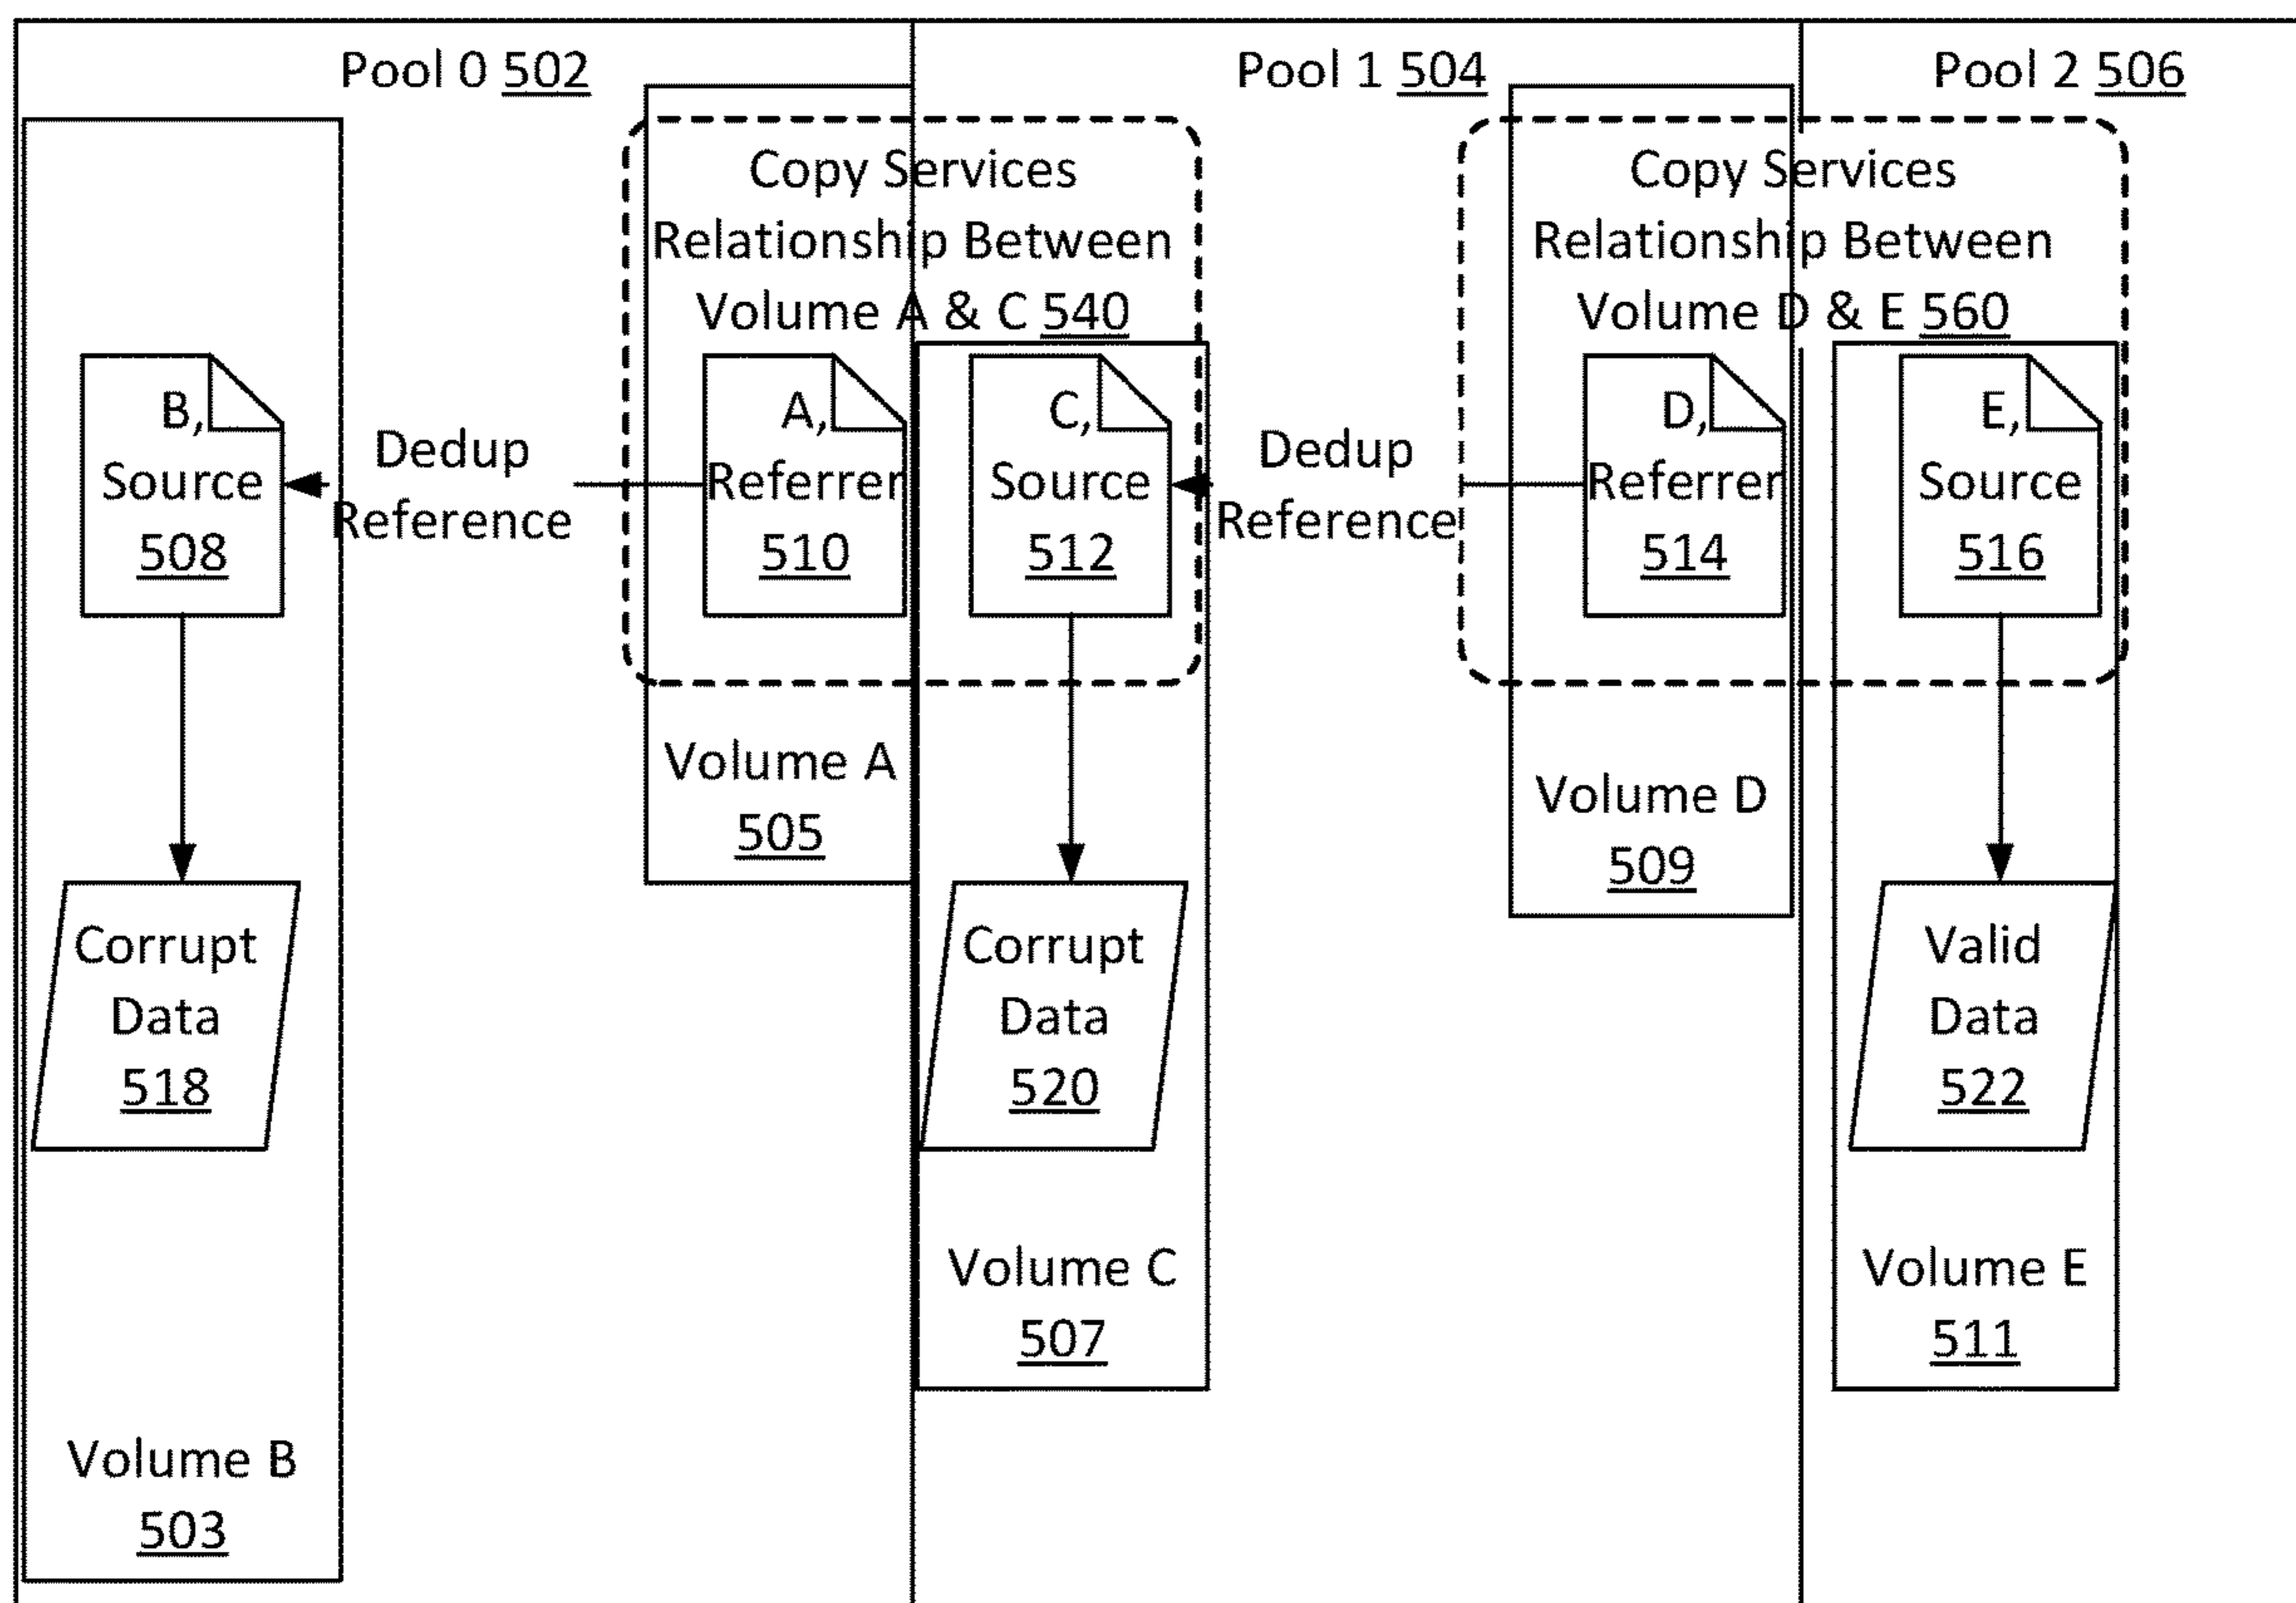 Pool 0 502
Pool 1 504
Pool 2 506
Copy Services
Relationship Between
Volume A & C 540
Copy Services
Relationship Between
Volume D & E 560
B,
Source
508
Dedup
Reference
A,
Referrer
510
C,
Source
512
Dedup
Reference
D,
Referrer
514
E,
Source
516
Volume A
505
Volume D
509
Corrupt
Data
518
Corrupt
Data
520
Valid
Data
522
Volume C
507
Volume E
511
Volume B
503